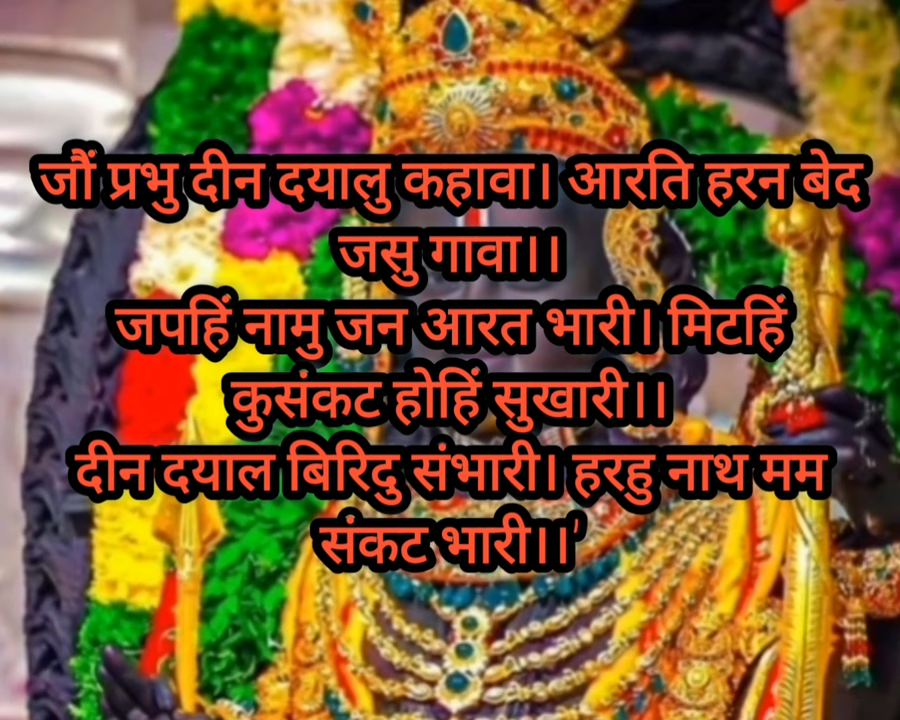 जौं प्रभु दीन दयालु कहावा। आरति हरन बेद
जसु गावा।।
जपहिं नामु जन आरत भारी। मिटहिं
कुसंकट होहिं सुखारी।।
दीन दयाल बिरिदु संभारी। हरहु नाथ मम
संकट भारी।।'